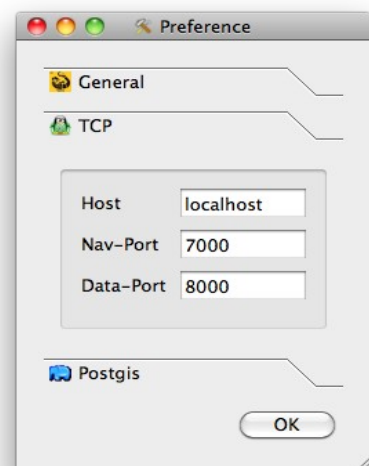 Preference
General
TCP
Host localhost
Nav-Port 7000
Data-Port 8000
Postgis
OK